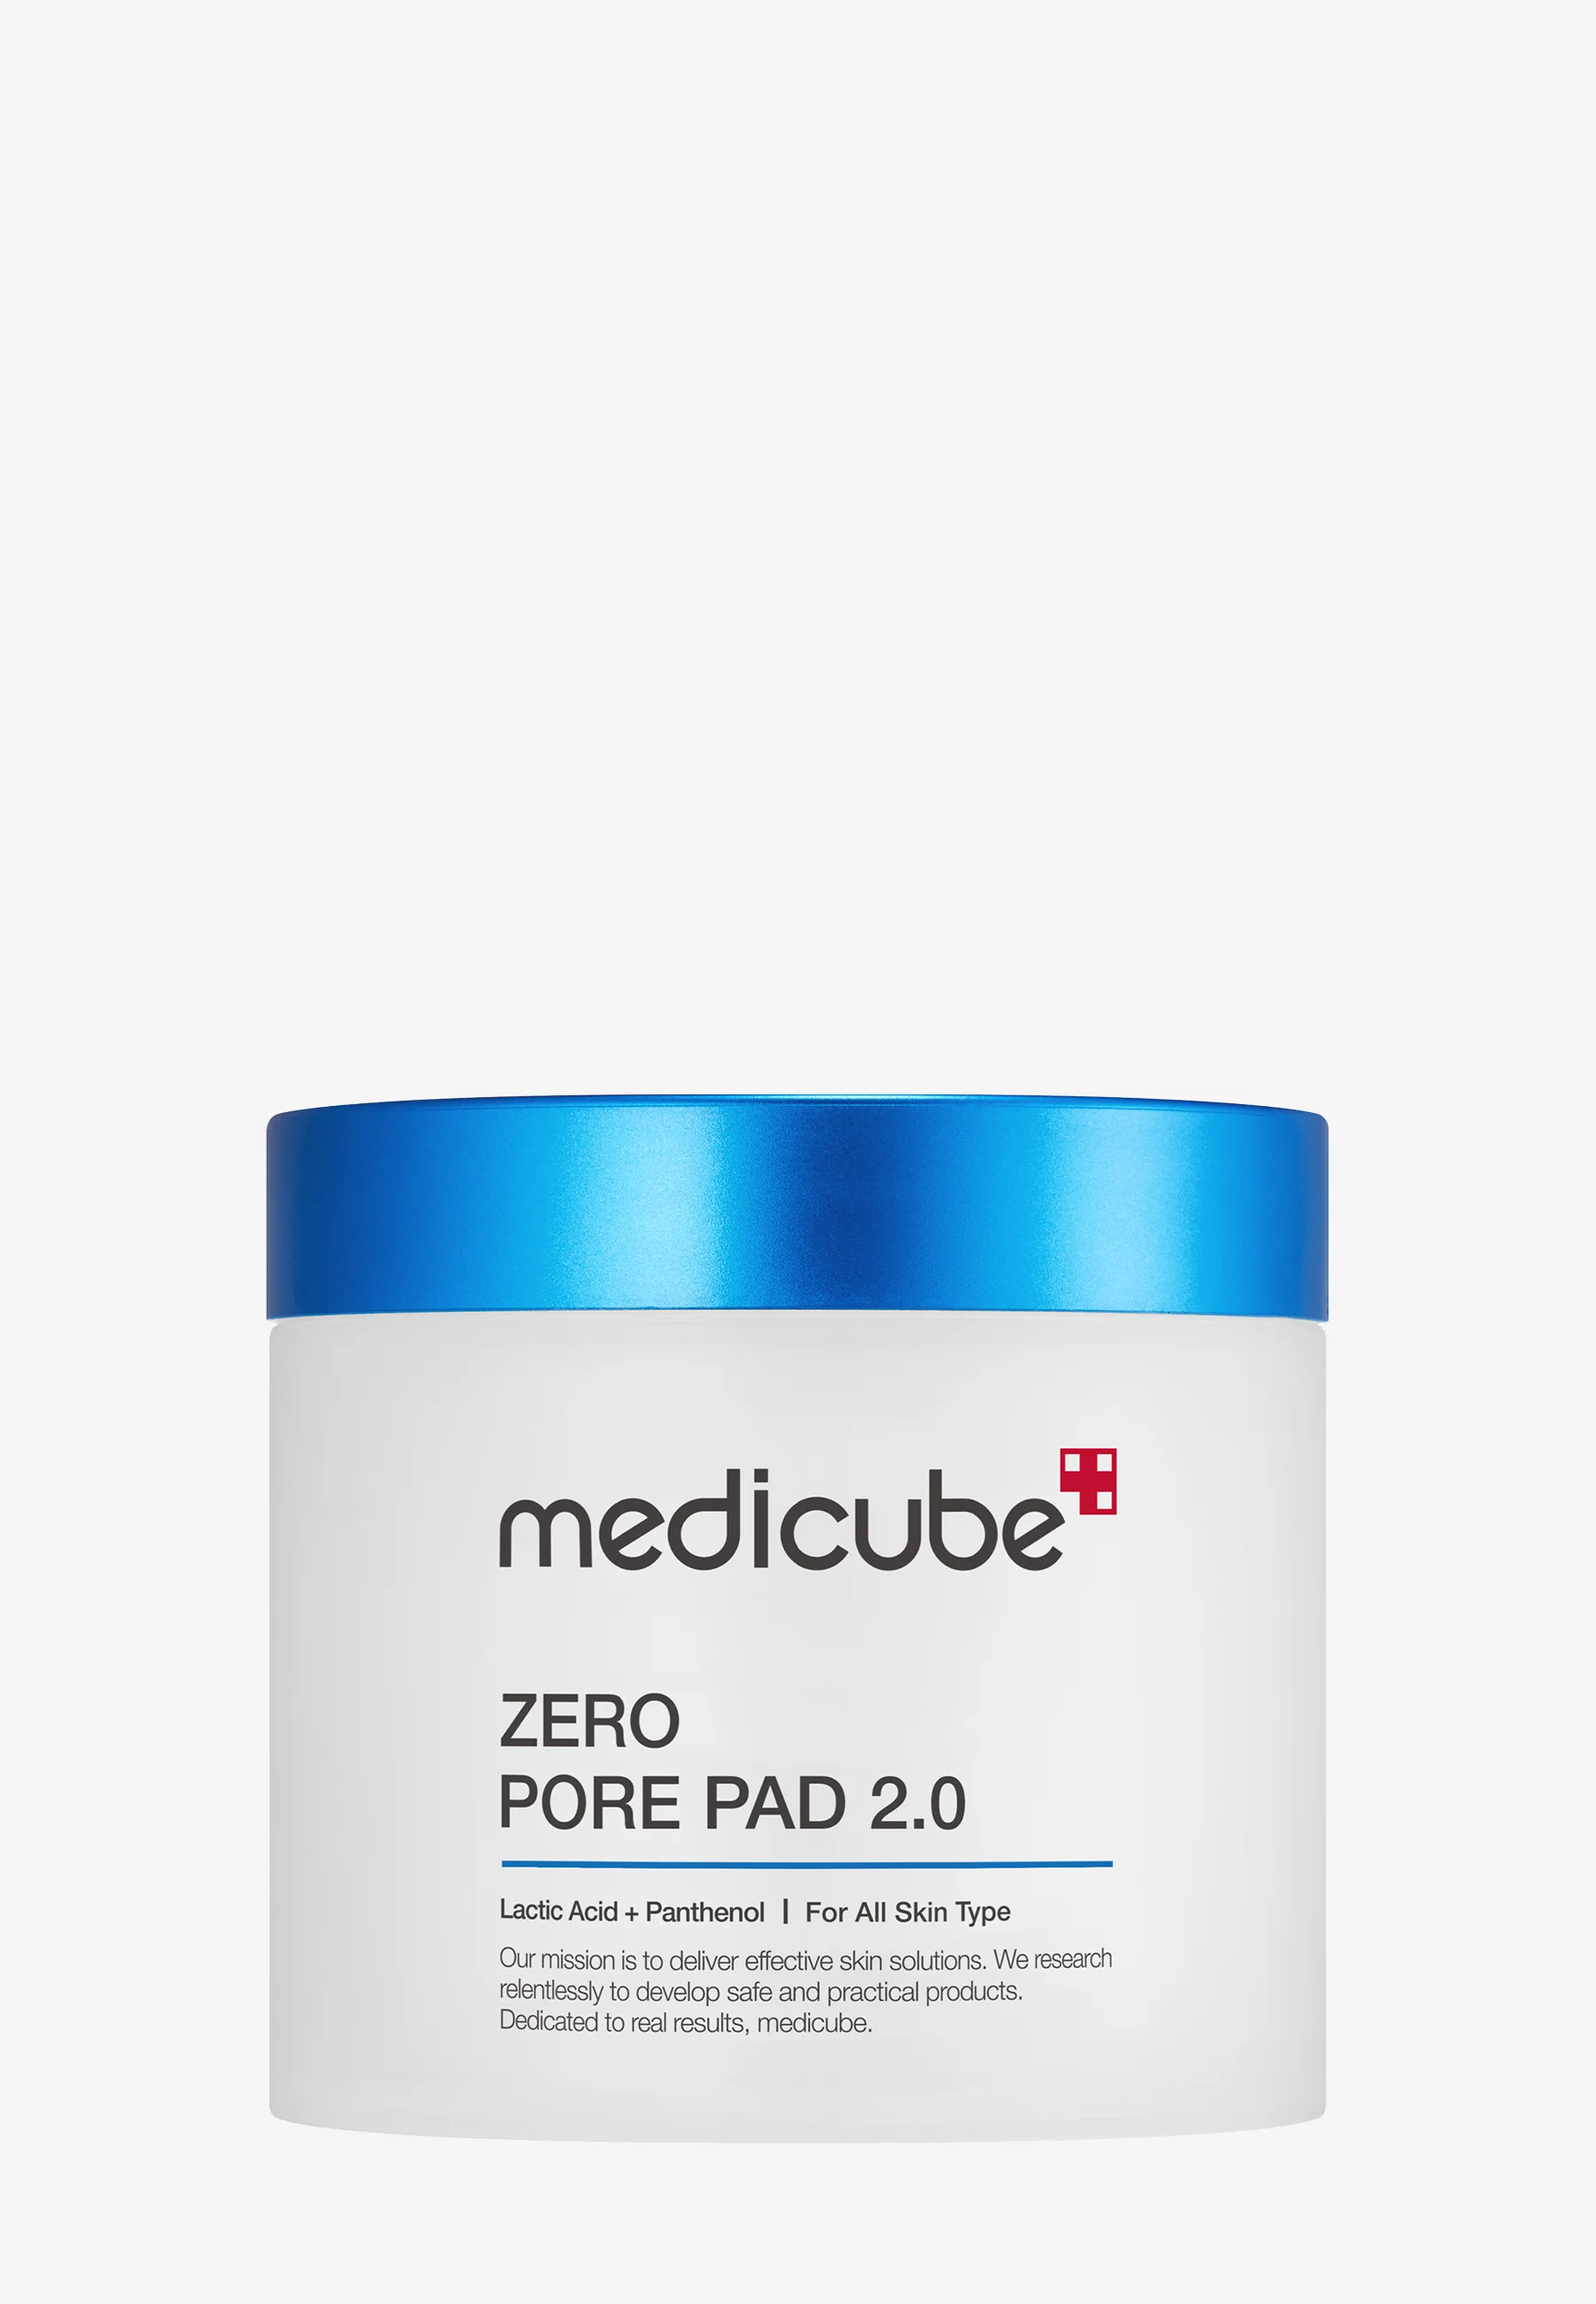 medicube
ZERO
PORE PAD 2.0
Lactic Acid + Panthenol | For All Skin Type
Our mission is to deliver effective skin solutions. We research
relentlessly to develop safe and practical products.
Dedicated to real results, medicube.